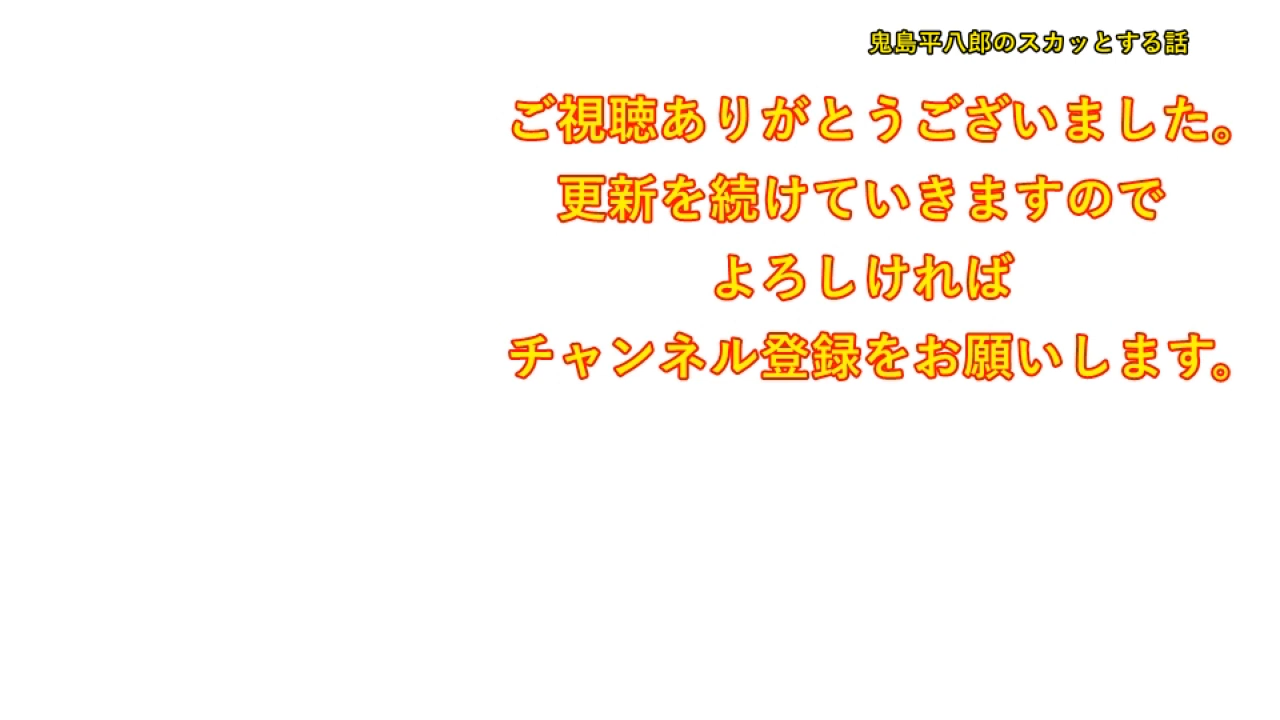 鬼島平八郎のスカッとする話
ご視聴ありがとうございました。
更新を続けていきますので
よろしければ
チャンネル登録をお願いします。